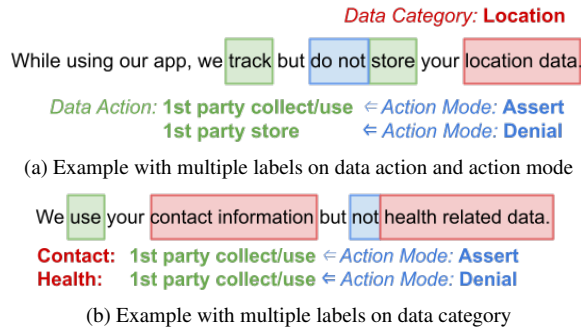 Data Category: Location
While using our app, we track but do not store your location data.
Data Action: 1st party collect/use ⇐ Action Mode: Assert
1st party store ⇐ Action Mode: Denial
(a) Example with multiple labels on data action and action mode
We use your contact information but not health related data.
Contact: 1st party collect/use ⇐ Action Mode: Assert
Health: 1st party collect/use ⇐ Action Mode: Denial
(b) Example with multiple labels on data category